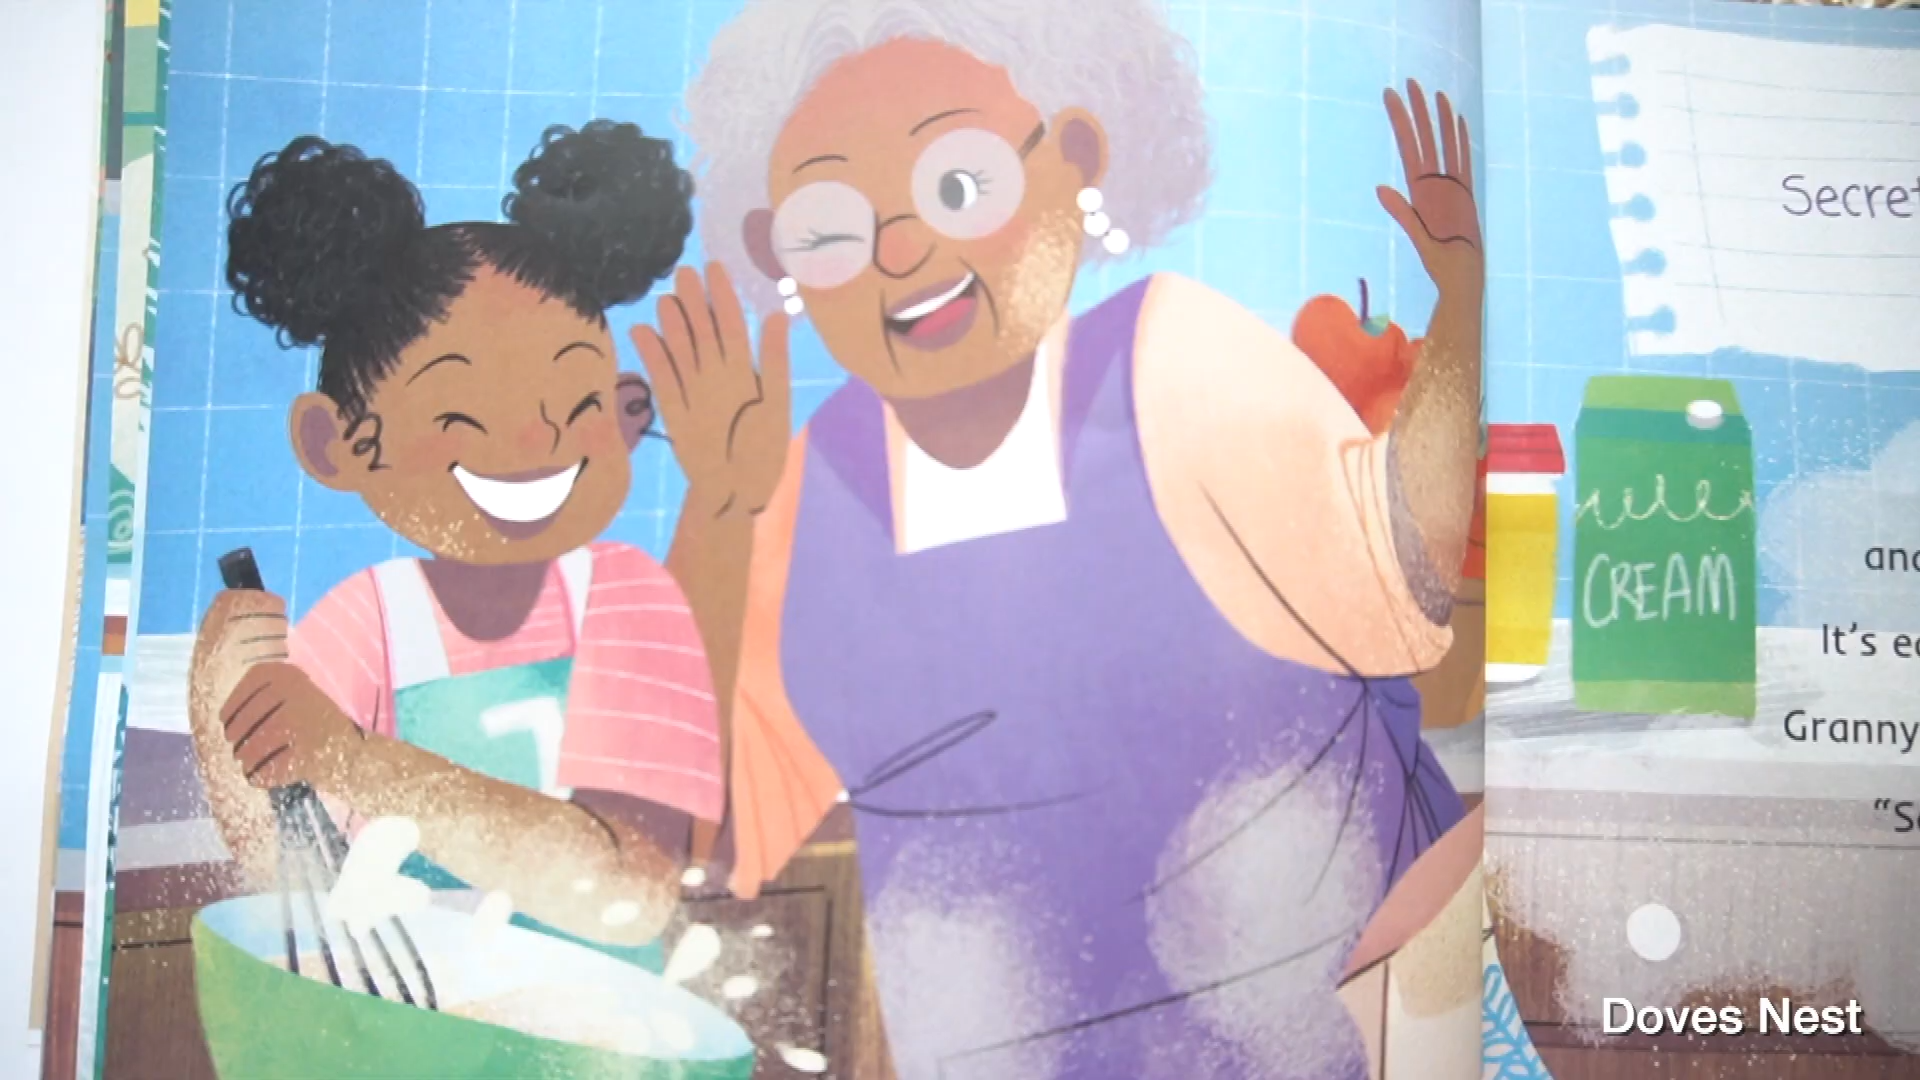 Secret
CREAM
and
It's
Granny
Doves Nest